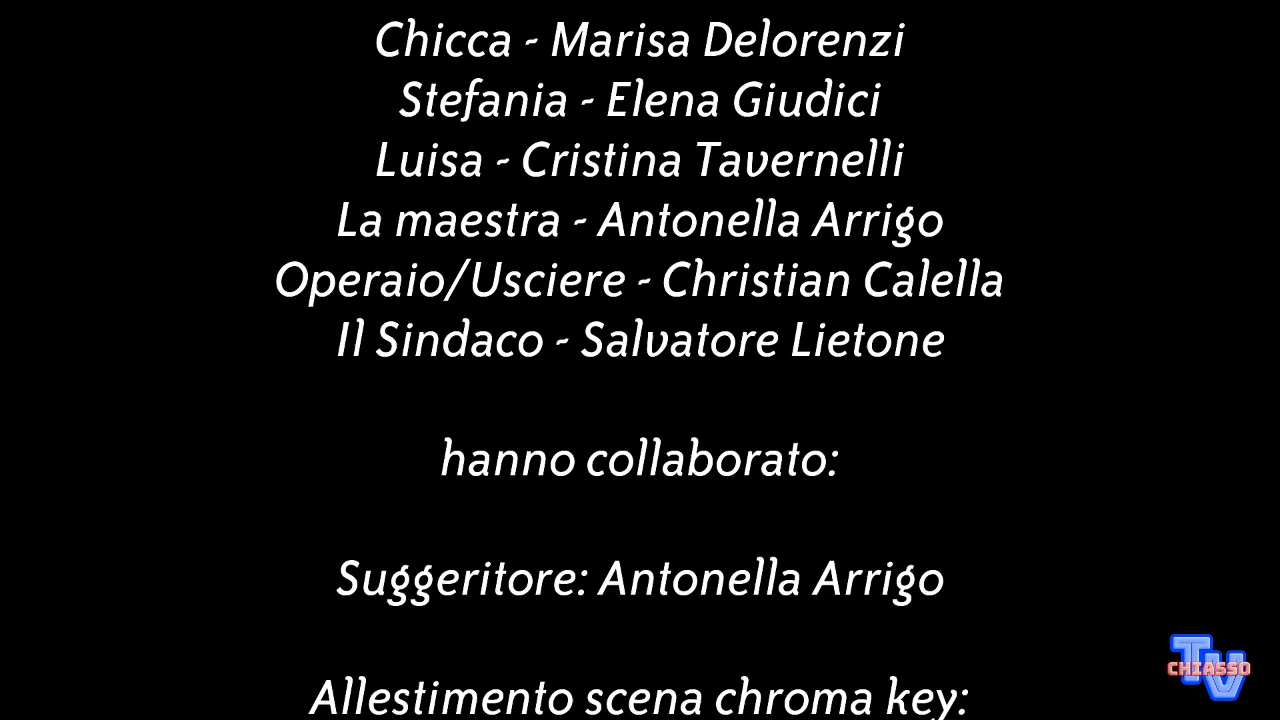 Chicca - Marisa Delorenzi
Stefania - Elena Giudici
Luisa - Cristina Tavernelli
La maestra - Antonella Arrigo
Operaio/Usciere - Christian Calella
Il Sindaco - Salvatore Lietone
hanno collaborato:
Suggeritore: Antonella Arrigo
Allestimento scena chroma key:
TV
CHIASSO